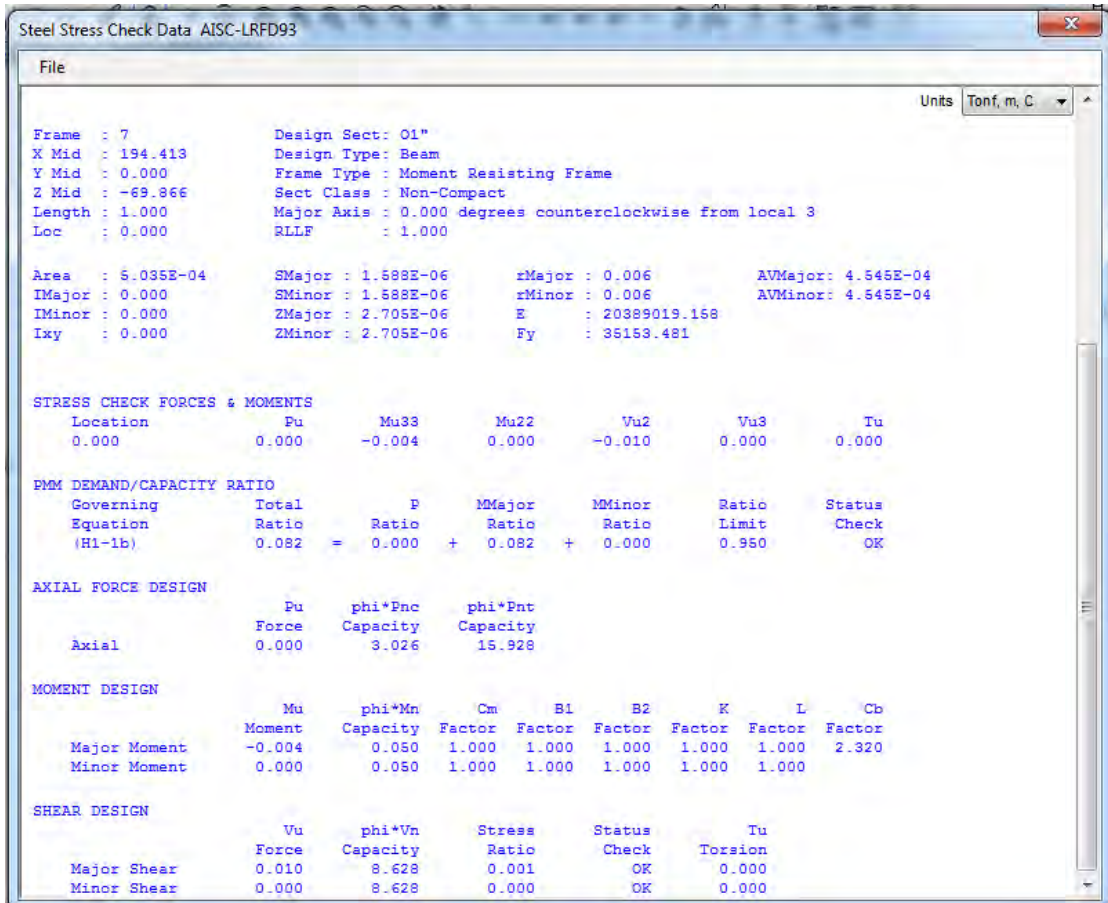 Steel Stress Check Data AISC-LRFD93
File
Units Tonf, m, C
Frame : 7 Design Sect: O1"
X Mid : 194.413 Design Type: Beam
Y Mid : 0.000 Frame Type : Moment Resisting Frame
Z Mid : -69.866 Sect Class : Non-Compact
Length : 1.000 Major Axis : 0.000 degrees counterclockwise from local 3
Loc : 0.000 RLLF : 1.000
Area : 5.035E-04 SMajor : 1.588E-06 rMajor : 0.006 AVMajor: 4.545E-04
IMajor : 0.000 SMinor : 1.588E-06 rMinor : 0.006 AVMinor: 4.545E-04
IMinor : 0.000 ZMajor : 2.705E-06 E : 20389019.158
Ixy : 0.000 ZMinor : 2.705E-06 Fy : 35153.481
STRESS CHECK FORCES & MOMENTS
Location Pu Mu33 Mu22 Vu2 Vu3 Tu
0.000 0.000 -0.004 0.000 -0.010 0.000 0.000
PMM DEMAND/CAPACITY RATIO
Governing Total P MMajor MMinor Ratio Status
Equation Ratio Ratio Ratio Ratio Limit Check
(H1-1b) 0.082 = 0.000 + 0.082 + 0.000 0.950 OK
AXIAL FORCE DESIGN
Pu phi*Pnc phi*Pnt
Force Capacity Capacity
Axial 0.000 3.026 15.928
MOMENT DESIGN
Mu phi*Mn Cm B1 B2 K L Cb
Moment Capacity Factor Factor Factor Factor Factor Factor
Major Moment -0.004 0.050 1.000 1.000 1.000 1.000 1.000 2.320
Minor Moment 0.000 0.050 1.000 1.000 1.000 1.000 1.000
SHEAR DESIGN
Vu phi*Vn Stress Status Tu
Force Capacity Ratio Check Torsion
Major Shear 0.010 8.628 0.001 OK 0.000
Minor Shear 0.000 8.628 0.000 OK 0.000